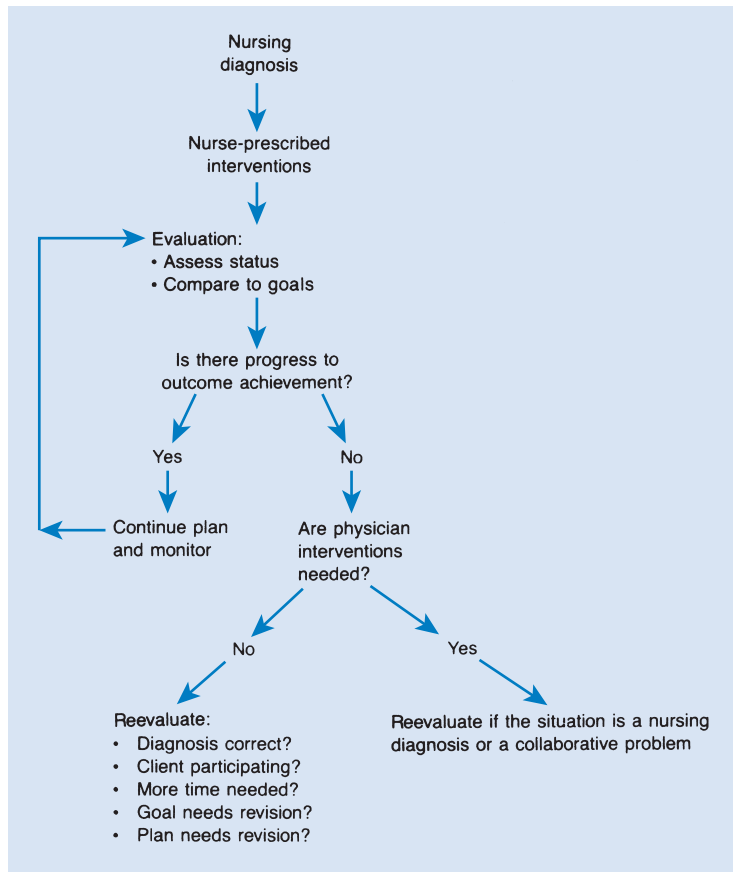 Nursing
diagnosis
Nurse-prescribed
interventions
Evaluation:
• Assess status
• Compare to goals
Is there progress to
outcome achievement?
Yes
No
Continue plan
and monitor
Are physician
interventions
needed?
No
Yes
Reevaluate:
• Diagnosis correct?
• Client participating?
• More time needed?
• Goal needs revision?
• Plan needs revision?
Reevaluate if the situation is a nursing
diagnosis or a collaborative problem